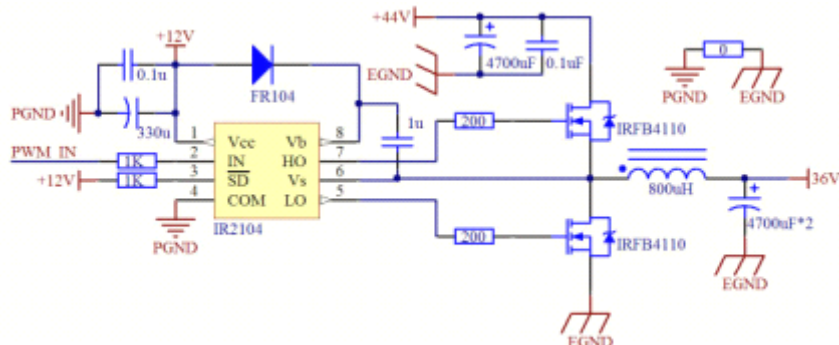 +44V
+12V
4700uF
0.1uF
0
0.1u
EGND
FR104
PGND
EGND
PGND
330u
1u
200
IRFB4110
1
Vcc
Vb
8
PWM IN
1K
2
IN
HO
7
+12V
1K
3
SD
Vs
6
36V
4
COM
LO
5
800uH
4700uF*2
PGND
IR2104
200
IRFB4110
EGND
EGND